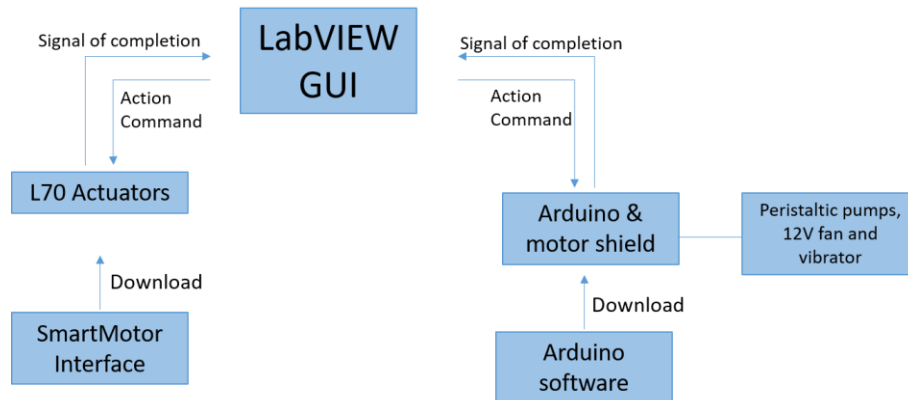 LabVIEW
GUI
Signal of completion
Action
Command
L70 Actuators
Download
SmartMotor
Interface
Signal of completion
Action
Command
Arduino &
motor shield
Peristaltic pumps,
12V fan and
vibrator
Download
Arduino
software